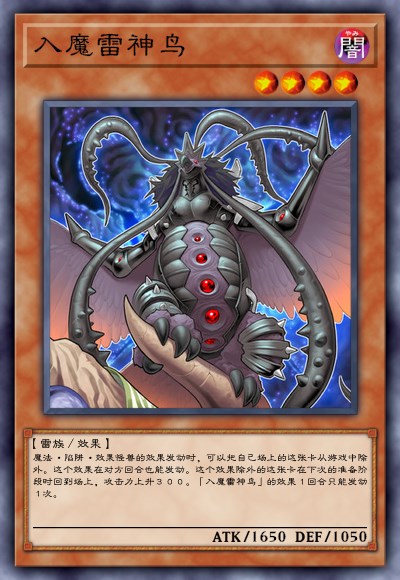 入魔雷神鸟
やみ
闇
【雷族／效果】
魔法·陷阱·效果怪兽的效果发动时，可以把自己场上的这张卡从游戏中除
外。这个效果在对方回合也能发动。这个效果除外的这张卡在下次的准备阶
段时回到场上，攻击力上升３００。「入魔雷神鸟」的效果１回合只能发动
１次。
ATK/1650 DEF/1050